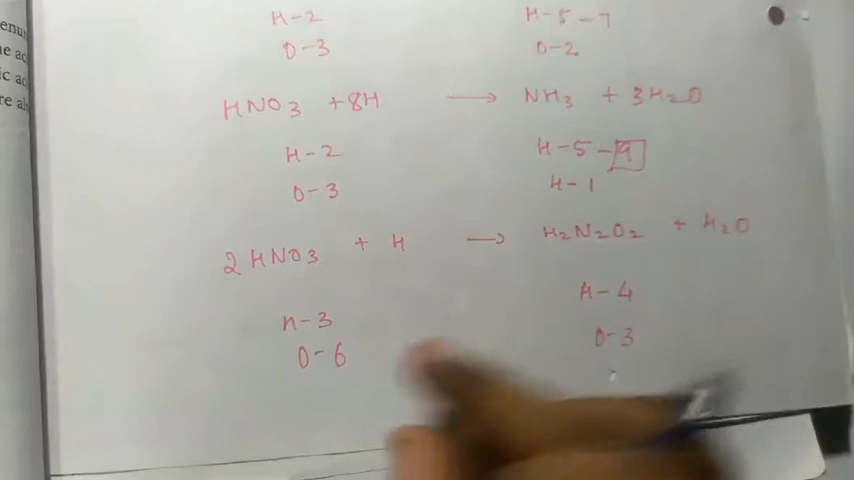 H-2 H-5-7
O-3 O-2
HNO3 + 8H → NH3 + 3H2O
H-2 H-5-9
O-3 H-1
2HNO3 + H → H2N2O2 + H2O
H-3 H-4
O-6 O-3